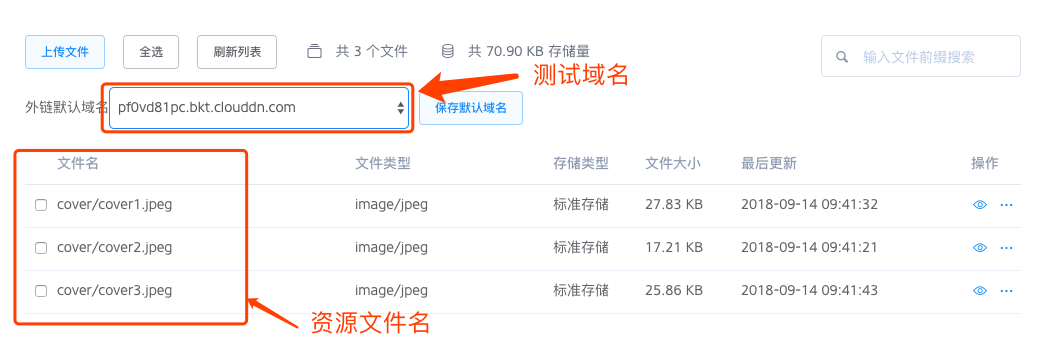 上传文件 全选 刷新列表 共 3 个文件 共 70.90 KB 存储量 输入文件前缀搜索
测试域名
外链默认域名 pf0vd81pc.bkt.clouddn.com 保存默认域名
文件名 文件类型 存储类型 文件大小 最后更新 操作
cover/cover1.jpeg image/jpeg 标准存储 27.83 KB 2018-09-14 09:41:32
cover/cover2.jpeg image/jpeg 标准存储 17.21 KB 2018-09-14 09:41:21
cover/cover3.jpeg image/jpeg 标准存储 25.86 KB 2018-09-14 09:41:43
资源文件名